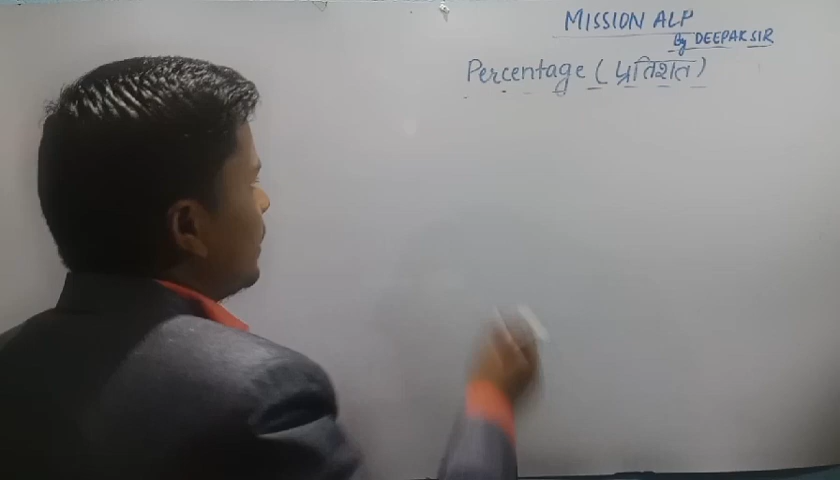 MISSION ALP
By DEEPAK SIR
Percentage (प्रतिशत)